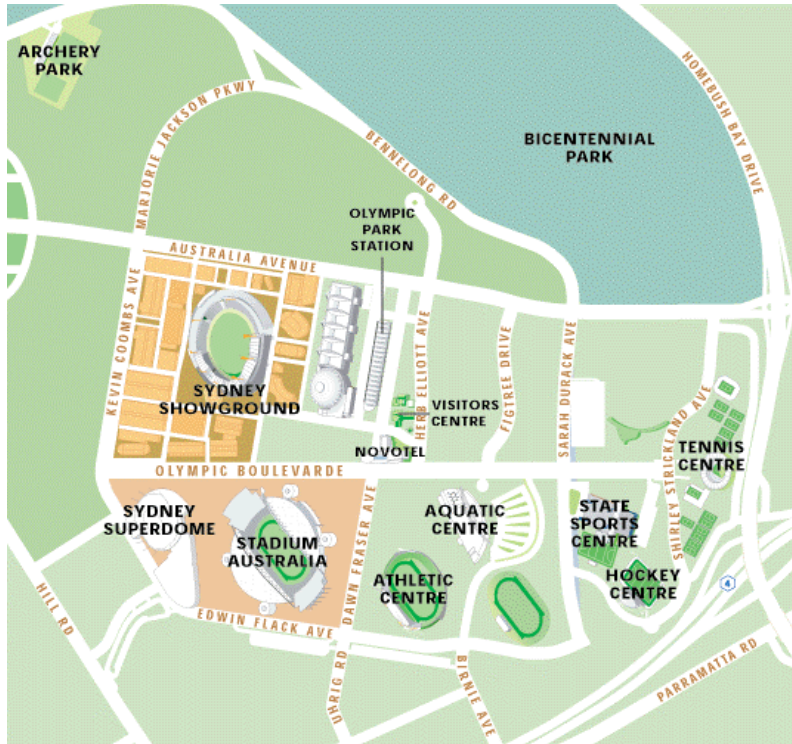 ARCHERY
PARK
HOMEBUSH BAY DRIVE
MARJORIE JACKSON PKWY
BENNELONG RD
BICENTENNIAL
PARK
OLYMPIC
PARK
STATION
AUSTRALIA AVENUE
KEVIN COOMBS AVE
HERB ELLIOTT AVE
FIGTREE DRIVE
SARAH DURACK AVE
SYDNEY
SHOWGROUND
VISITORS
CENTRE
SHIRLEY STRICKLAND AVE
TENNIS
CENTRE
NOVOTEL
OLYMPIC BOULEVARDE
SYDNEY
SUPERDOME
STADIUM
AUSTRALIA
DAWN FRASER AVE
AQUATIC
CENTRE
STATE
SPORTS
CENTRE
ATHLETIC
CENTRE
HOCKEY
CENTRE
4
HILL RD
EDWIN FLACK AVE
UHRIG RD
BIRNIE AVE
PARRAMATTA RD